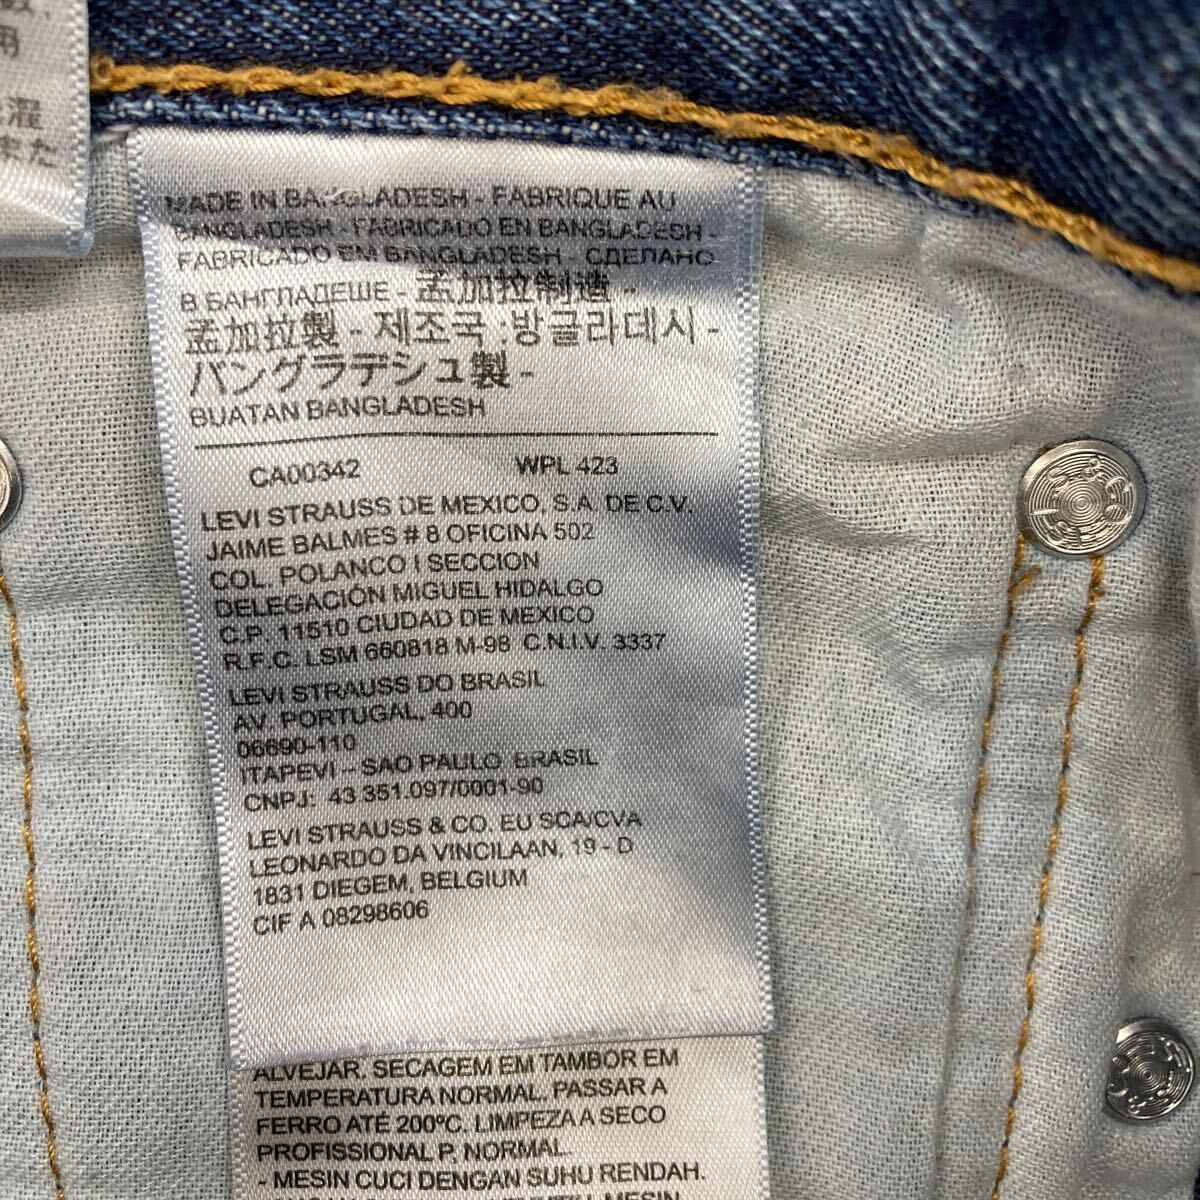 用
濯
MADE IN BANGLADESH - FABRIQUE AU
BANGLADESH - FABRICADO EN BANGLADESH -
FABRICADO EM BANGLADESH - СДЕЛАНО
В БАНГЛАДЕШЕ - 孟加拉制造 -
孟加拉製 - 제조국 :방글라데시 -
バングラデシュ製 -
BUATAN BANGLADESH
CA00342 WPL 423
LEVI STRAUSS DE MEXICO, S.A. DE C.V.
JAIME BALMES # 8 OFICINA 502
COL. POLANCO I SECCION
DELEGACIÓN MIGUEL HIDALGO
C.P. 11510 CIUDAD DE MEXICO
R.F.C. LSM 660818 M-98 C.N.I.V. 3337
LEVI STRAUSS DO BRASIL
AV. PORTUGAL, 400
06690-110
ITAPEVI – SAO PAULO BRASIL
CNPJ: 43.351.097/0001-90
LEVI STRAUSS & CO. EU SCA/CVA
LEONARDO DA VINCILAAN, 19 - D
1831 DIEGEM, BELGIUM
CIF A 08298606
ALVEJAR. SECAGEM EM TAMBOR EM
TEMPERATURA NORMAL. PASSAR A
FERRO ATÉ 200ºC. LIMPEZA A SECO
PROFISSIONAL P, NORMAL.
- MESIN CUCI DENGAN SUHU RENDAH.